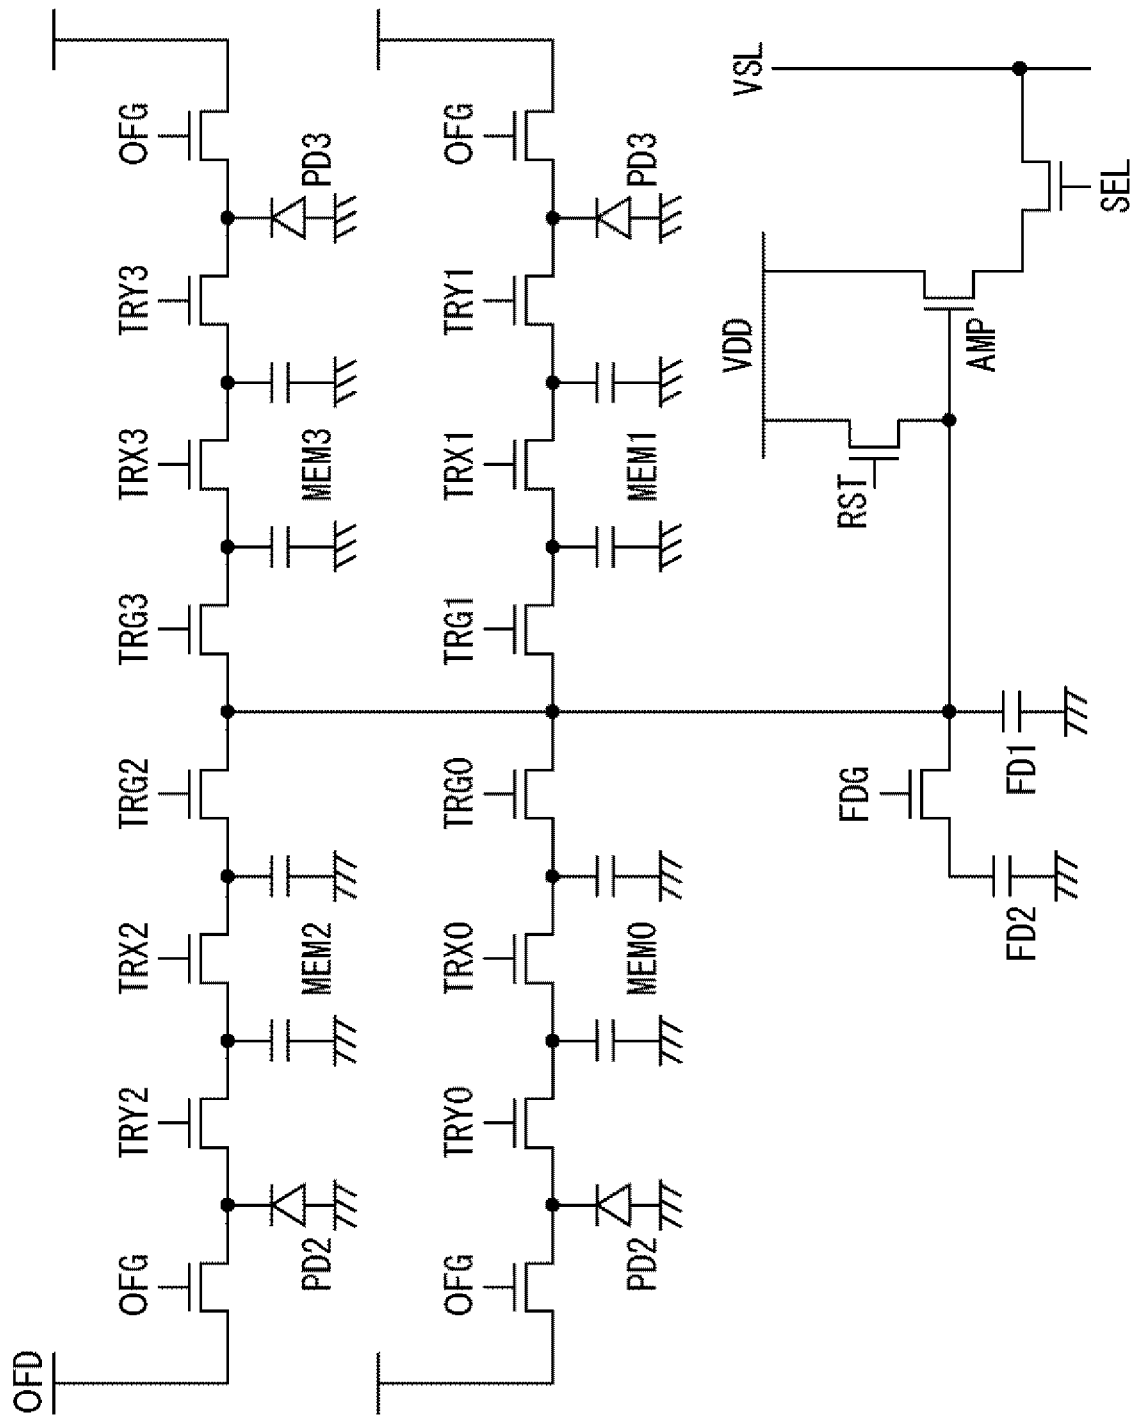 OFD
OFG
TRY2
TRX2
TRG2
TRG3
TRX3
TRY3
OFG
PD2
MEM2
MEM3
PD3
OFG
TRY0
TRX0
TRG0
TRG1
TRX1
TRY1
OFG
PD2
MEM0
MEM1
PD3
VDD
VSL
FDG
RST
AMP
SEL
FD2
FD1